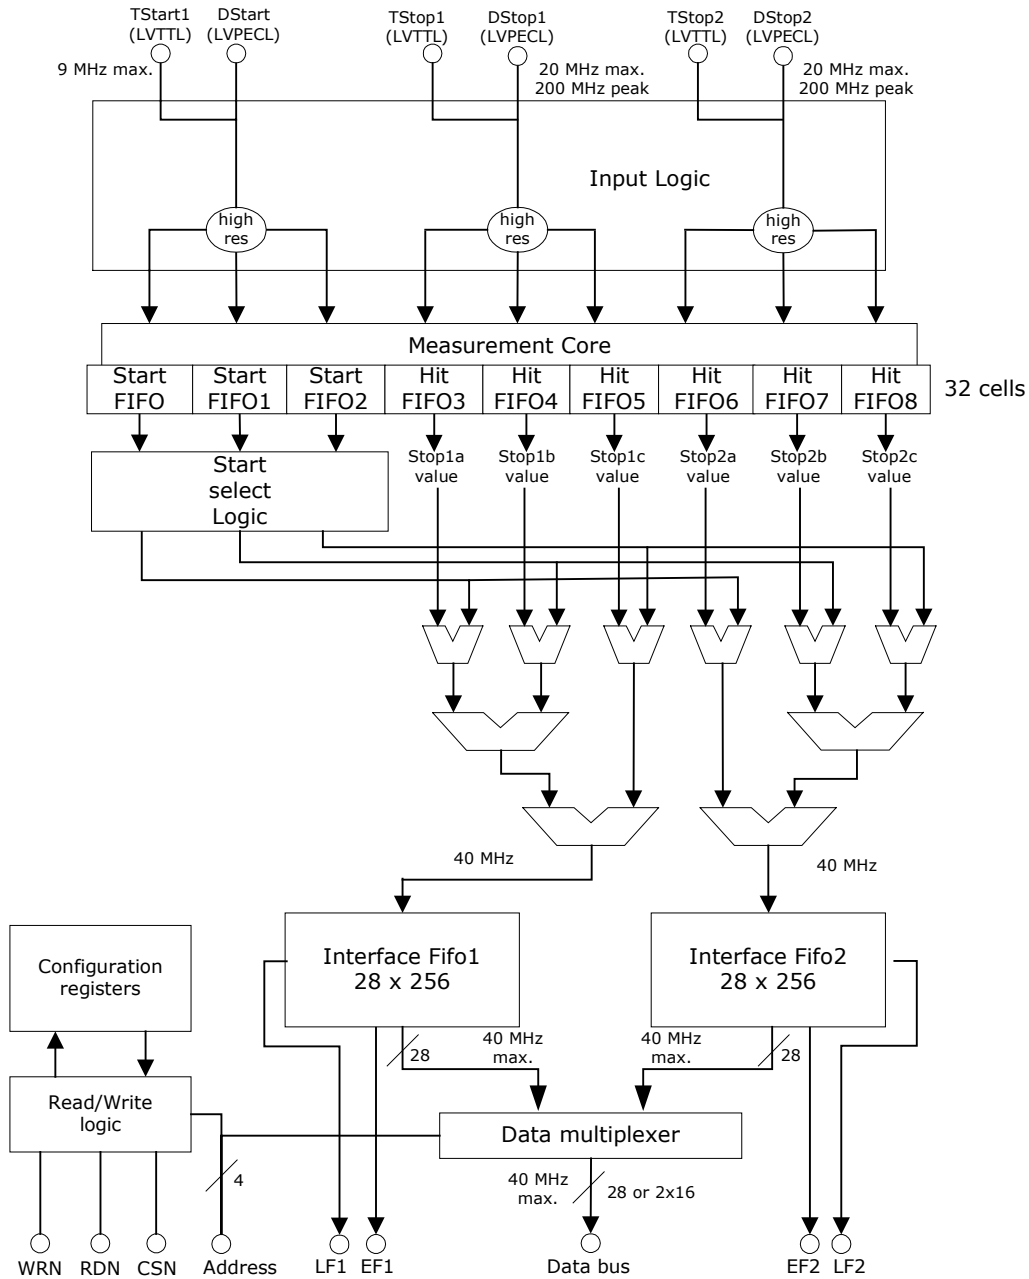 TStart1 DStart
(LVTTL) (LVPECL)
TStop1 DStop1
(LVTTL) (LVPECL)
TStop2 DStop2
(LVTTL) (LVPECL)
9 MHz max.
20 MHz max.
200 MHz peak
20 MHz max.
200 MHz peak
Input Logic
high
res
high
res
high
res
Measurement Core
Start
FIFO
Start
FIFO1
Start
FIFO2
Hit
FIFO3
Hit
FIFO4
Hit
FIFO5
Hit
FIFO6
Hit
FIFO7
Hit
FIFO8
32 cells
Start
select
Logic
Stop1a
value
Stop1b
value
Stop1c
value
Stop2a
value
Stop2b
value
Stop2c
value
40 MHz
40 MHz
Interface Fifo1
28 x 256
Interface Fifo2
28 x 256
Configuration
registers
28
40 MHz
max.
40 MHz
max.
28
Read/Write
logic
Data multiplexer
4
40 MHz
max.
28 or 2x16
WRN RDN CSN Address LF1 EF1 Data bus EF2 LF2